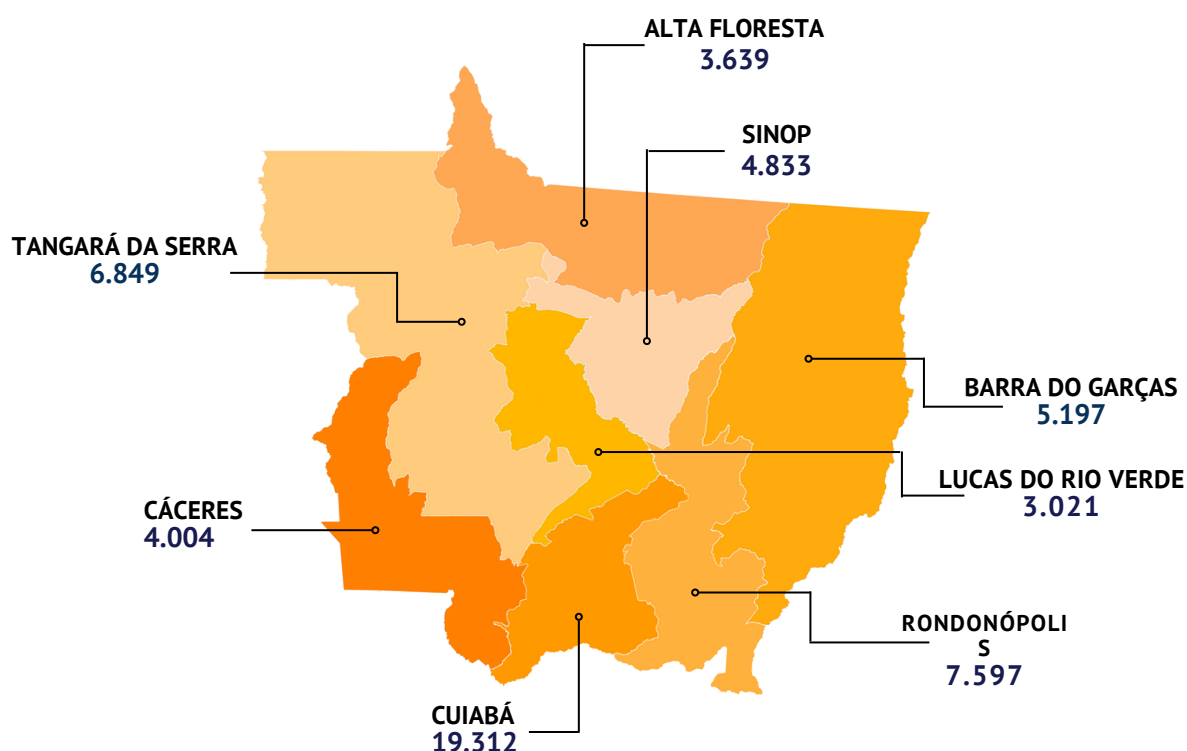 ALTA FLORESTA
3.639
SINOP
4.833
TANGARÁ DA SERRA
6.849
BARRA DO GARÇAS
5.197
LUCAS DO RIO VERDE
3.021
CÁCERES
4.004
RONDONÓPOLI
S
7.597
CUIABÁ
19.312